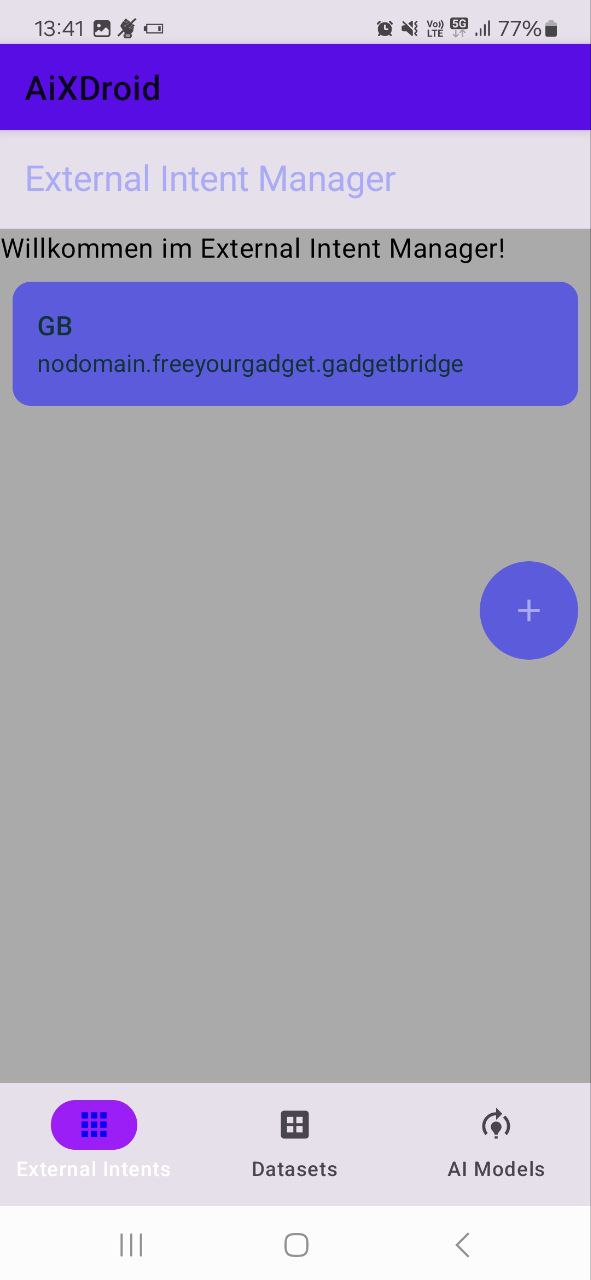 13:41
Vo)) LTE 5G 77%
AiXDroid
External Intent Manager
Willkommen im External Intent Manager!
GB
nodomain.freeyourgadget.gadgetbridge
+
External Intents Datasets AI Models